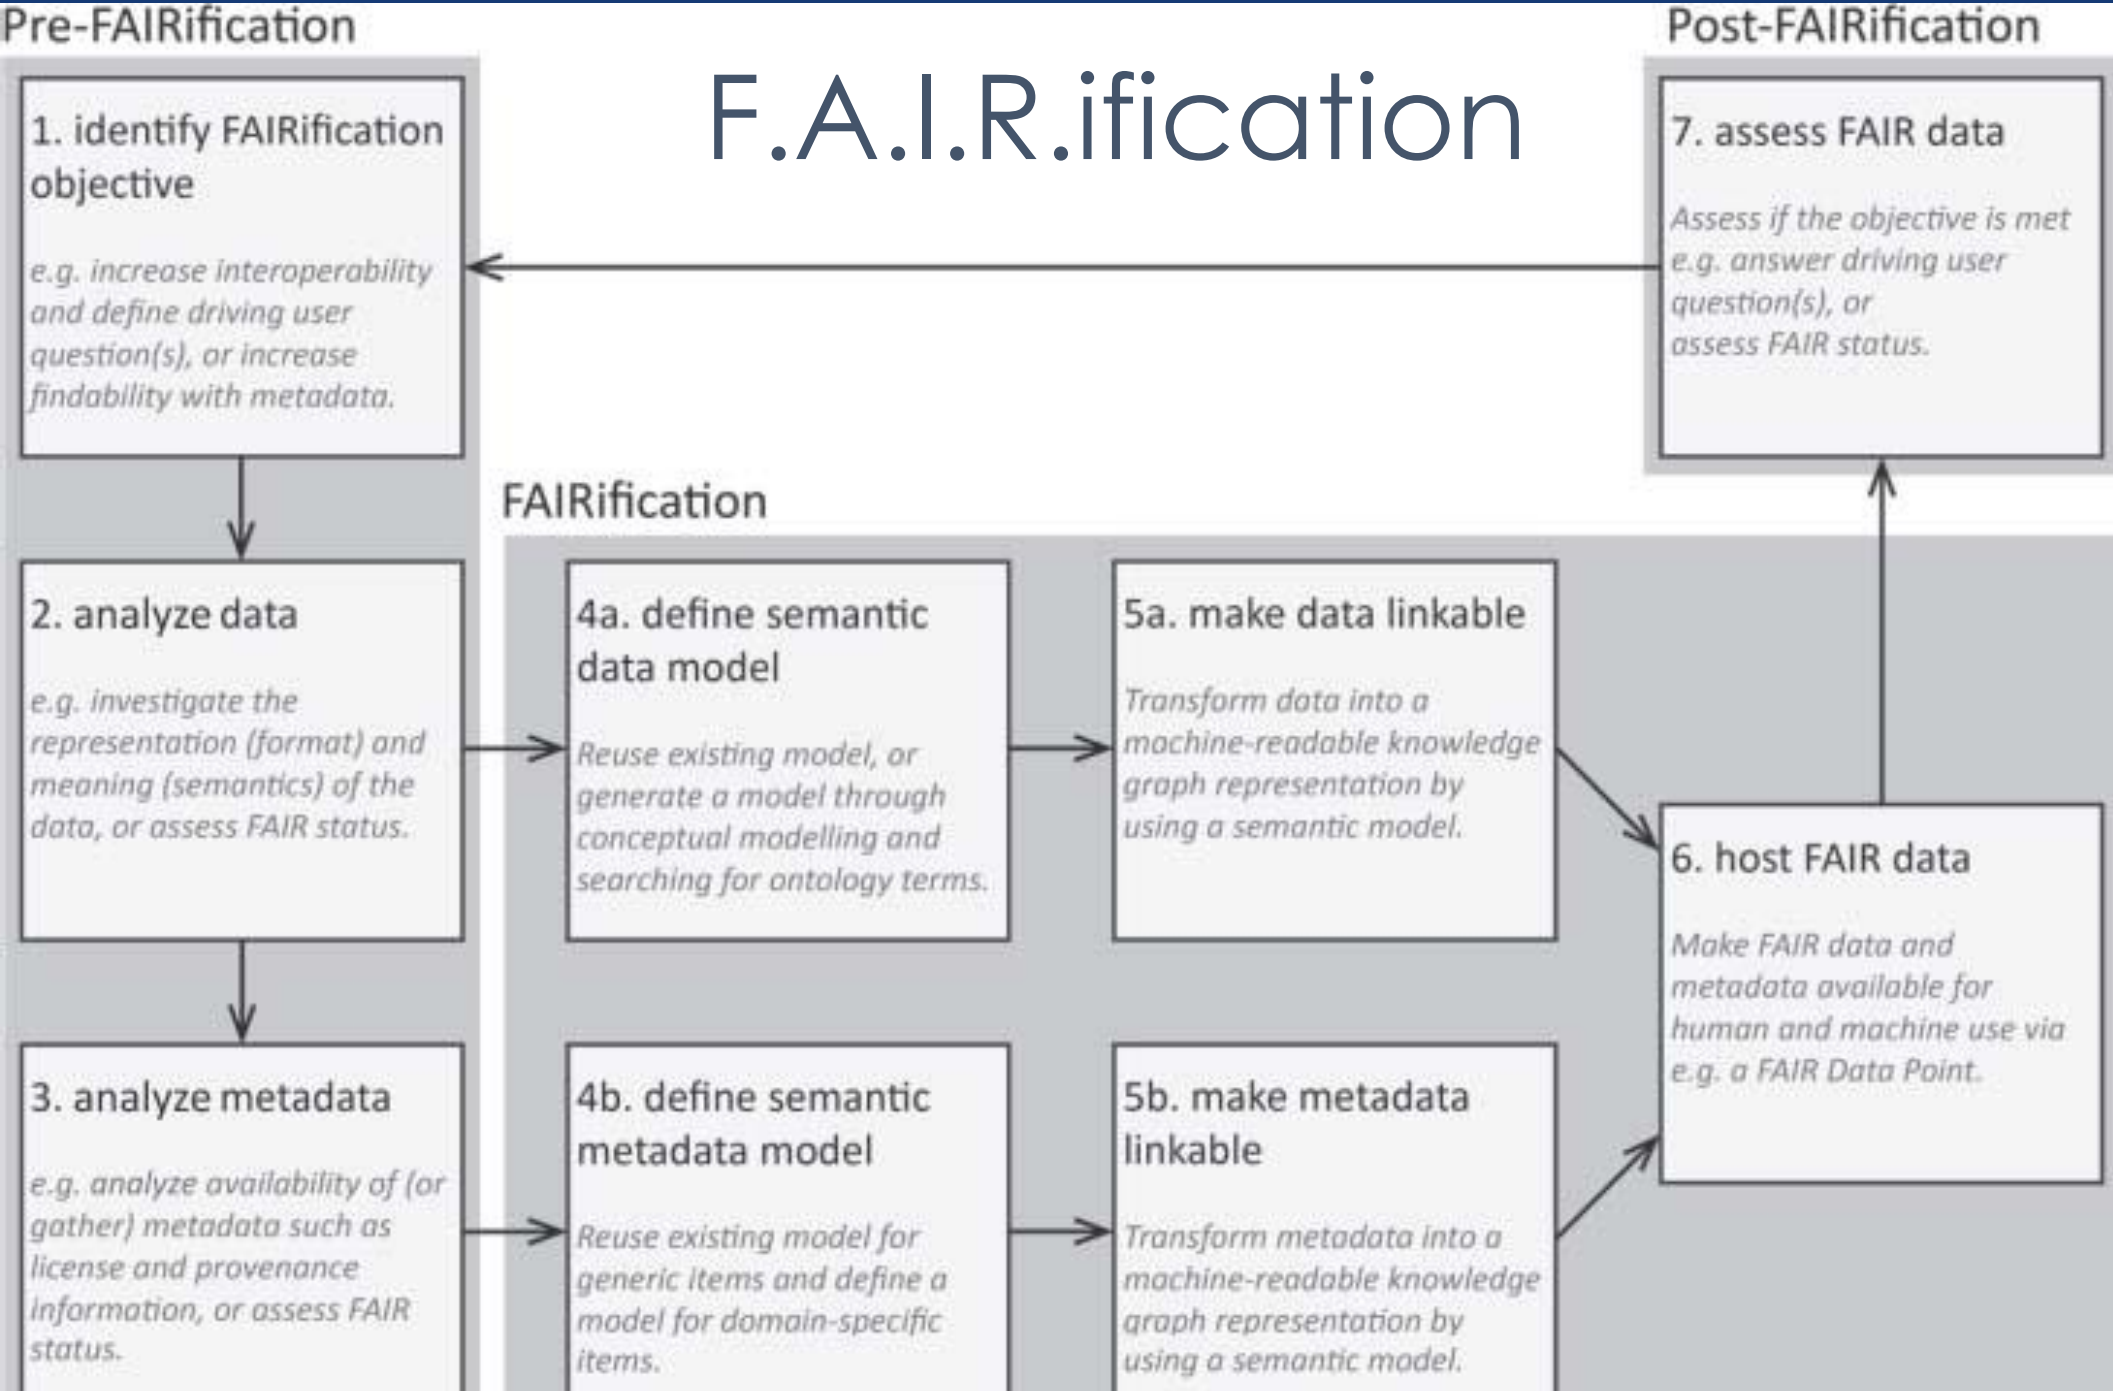 Pre-FAIRification
Post-FAIRification
F.A.I.R.ification
1. identify FAIRification
objective
e.g. increase interoperability
and define driving user
question(s), or increase
findability with metadata.
7. assess FAIR data
Assess if the objective is met
e.g. answer driving user
question(s), or
assess FAIR status.
FAIRification
2. analyze data
e.g. investigate the
representation (format) and
meaning (semantics) of the
data, or assess FAIR status.
4a. define semantic
data model
Reuse existing model, or
generate a model through
conceptual modelling and
searching for ontology terms.
5a. make data linkable
Transform data into a
machine-readable knowledge
graph representation by
using a semantic model.
6. host FAIR data
Make FAIR data and
metadata available for
human and machine use via
e.g. a FAIR Data Point.
3. analyze metadata
e.g. analyze availability of (or
gather) metadata such as
license and provenance
information, or assess FAIR
status.
4b. define semantic
metadata model
Reuse existing model for
generic items and define a
model for domain-specific
items.
5b. make metadata
linkable
Transform metadata into a
machine-readable knowledge
graph representation by
using a semantic model.